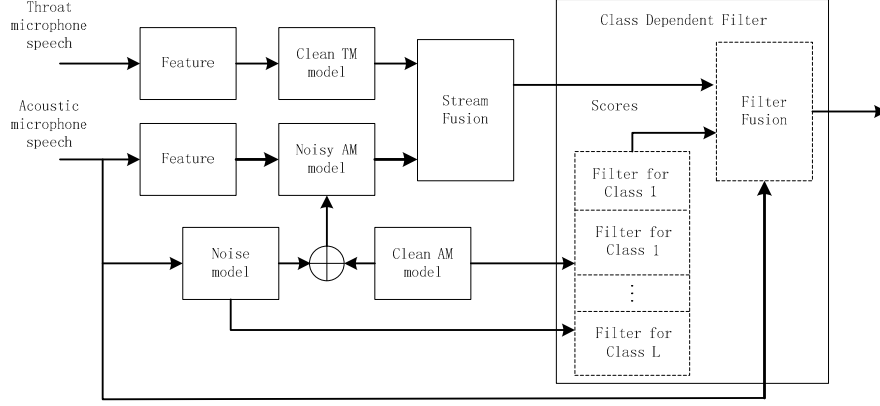 Throat
microphone
speech
Feature
Clean TM
model
Stream
Fusion
Class Dependent Filter
Filter
Fusion
Scores
Acoustic
microphone
speech
Feature
Noisy AM
model
Noise
model
Clean AM
model
Filter for
Class 1
Filter for
Class 1
⋮
Filter for
Class L